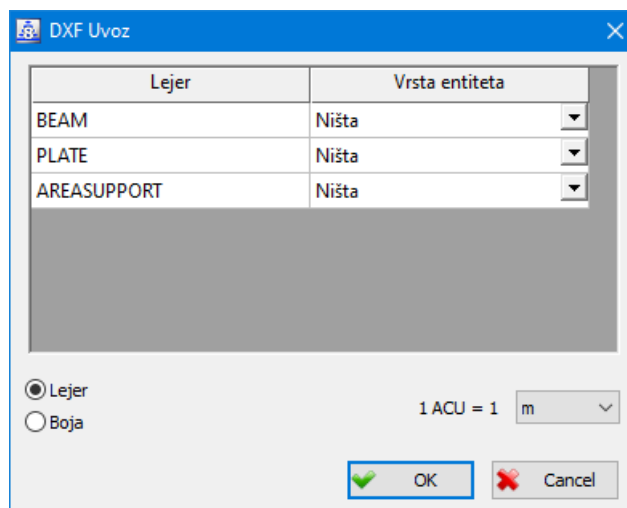 DXF Uvoz
Lejer Vrsta entiteta
BEAM Ništa
PLATE Ništa
AREASUPPORT Ništa
Lejer
Boja
1 ACU = 1 m
OK Cancel